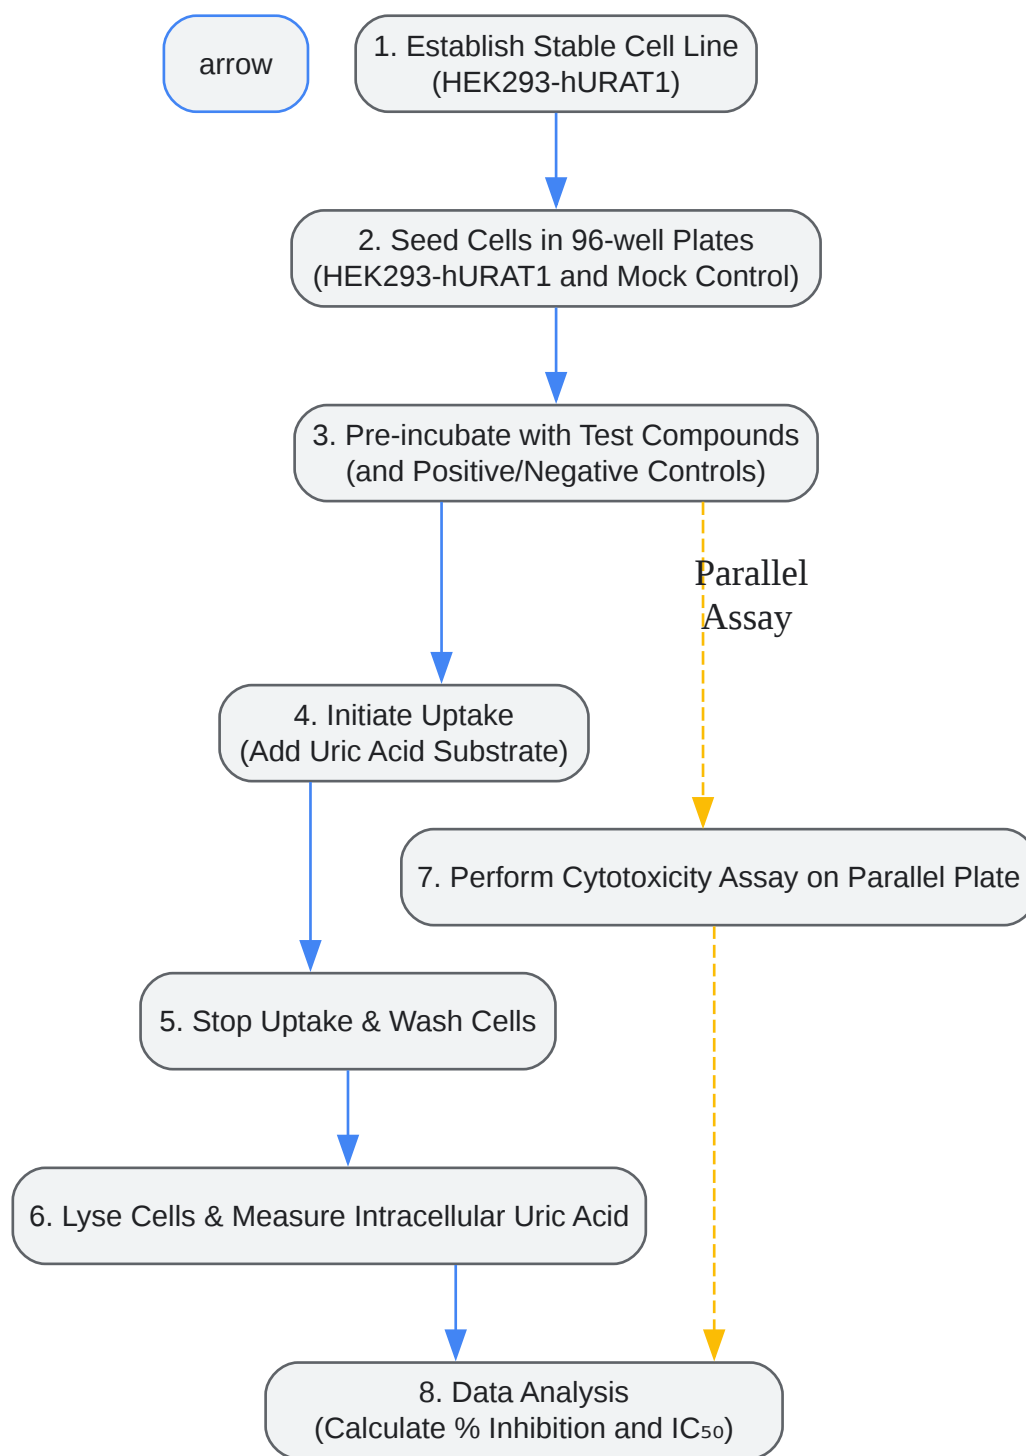 arrow
1. Establish Stable Cell Line
(HEK293-hURAT1)
2. Seed Cells in 96-well Plates
(HEK293-hURAT1 and Mock Control)
3. Pre-incubate with Test Compounds
(and Positive/Negative Controls)
Parallel
Assay
4. Initiate Uptake
(Add Uric Acid Substrate)
7. Perform Cytotoxicity Assay on Parallel Plate
5. Stop Uptake & Wash Cells
6. Lyse Cells & Measure Intracellular Uric Acid
8. Data Analysis
(Calculate % Inhibition and IC₅₀)